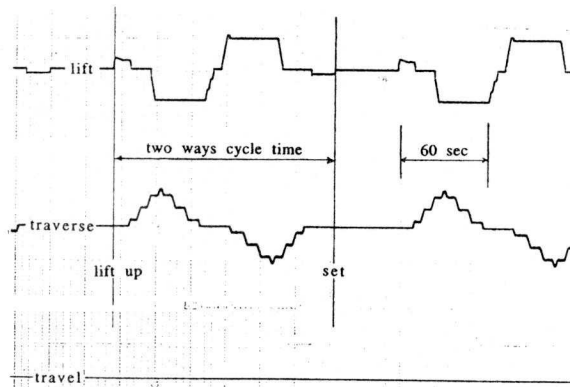 lift
two ways cycle time
60 sec
traverse
lift up
set
travel